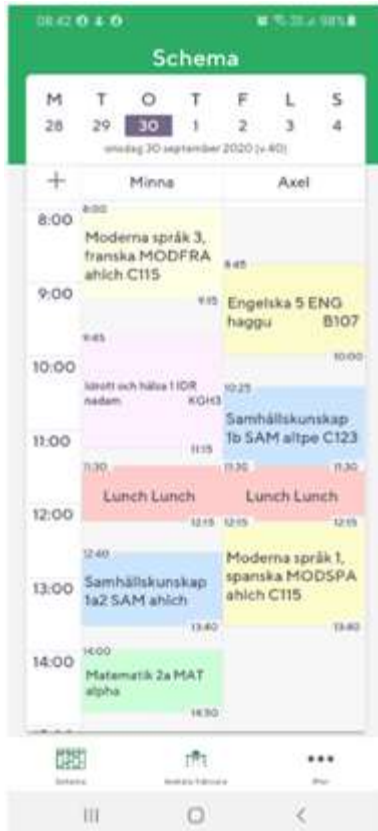 08:42
98%
Schema
M T O T F L S
28 29 30 1 2 3 4
onsdag 30 september 2020 (v.40)
+ Minna Axel
8:00
8:00
Moderna språk 3,
franska MODFRA
ahlch C115
9:15
9:00
8:45
Engelska 5 ENG
haggu B107
10:00
9:45
Idrott och hälsa 1 IDR
nadam KGH3
11:15
10:00
10:25
Samhällskunskap
1b SAM altpe C123
11:30
11:00
11:30
Lunch Lunch
12:15
11:30
Lunch Lunch
12:15
12:00
12:15
Moderna språk 1,
spanska MODSPA
ahlch C115
13:40
12:40
Samhällskunskap
1a2 SAM ahlch
13:40
13:00
14:00
14:00
Matematik 2a MAT
alpha
14:50
Schema
Mer